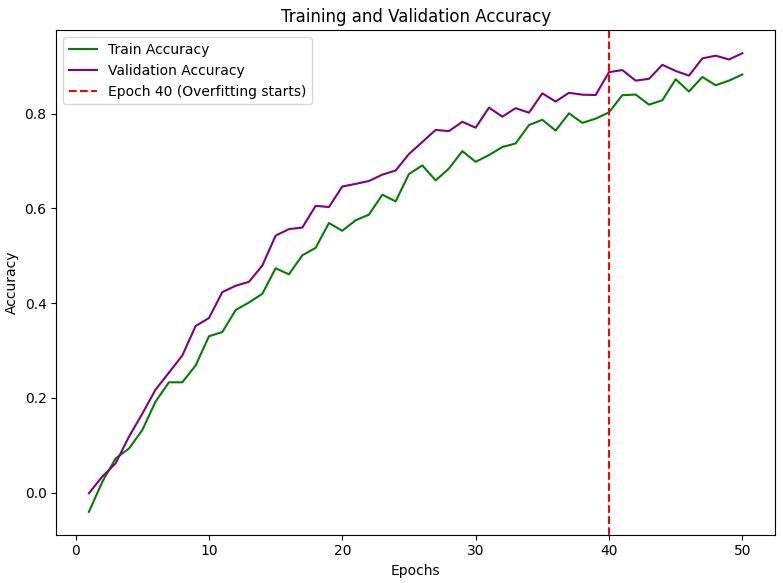 Training and Validation Accuracy
Train Accuracy
Validation Accuracy
Epoch 40 (Overfitting starts)
Accuracy
0.8
0.6
0.4
0.2
0.0
0 10 20 30 40 50
Epochs